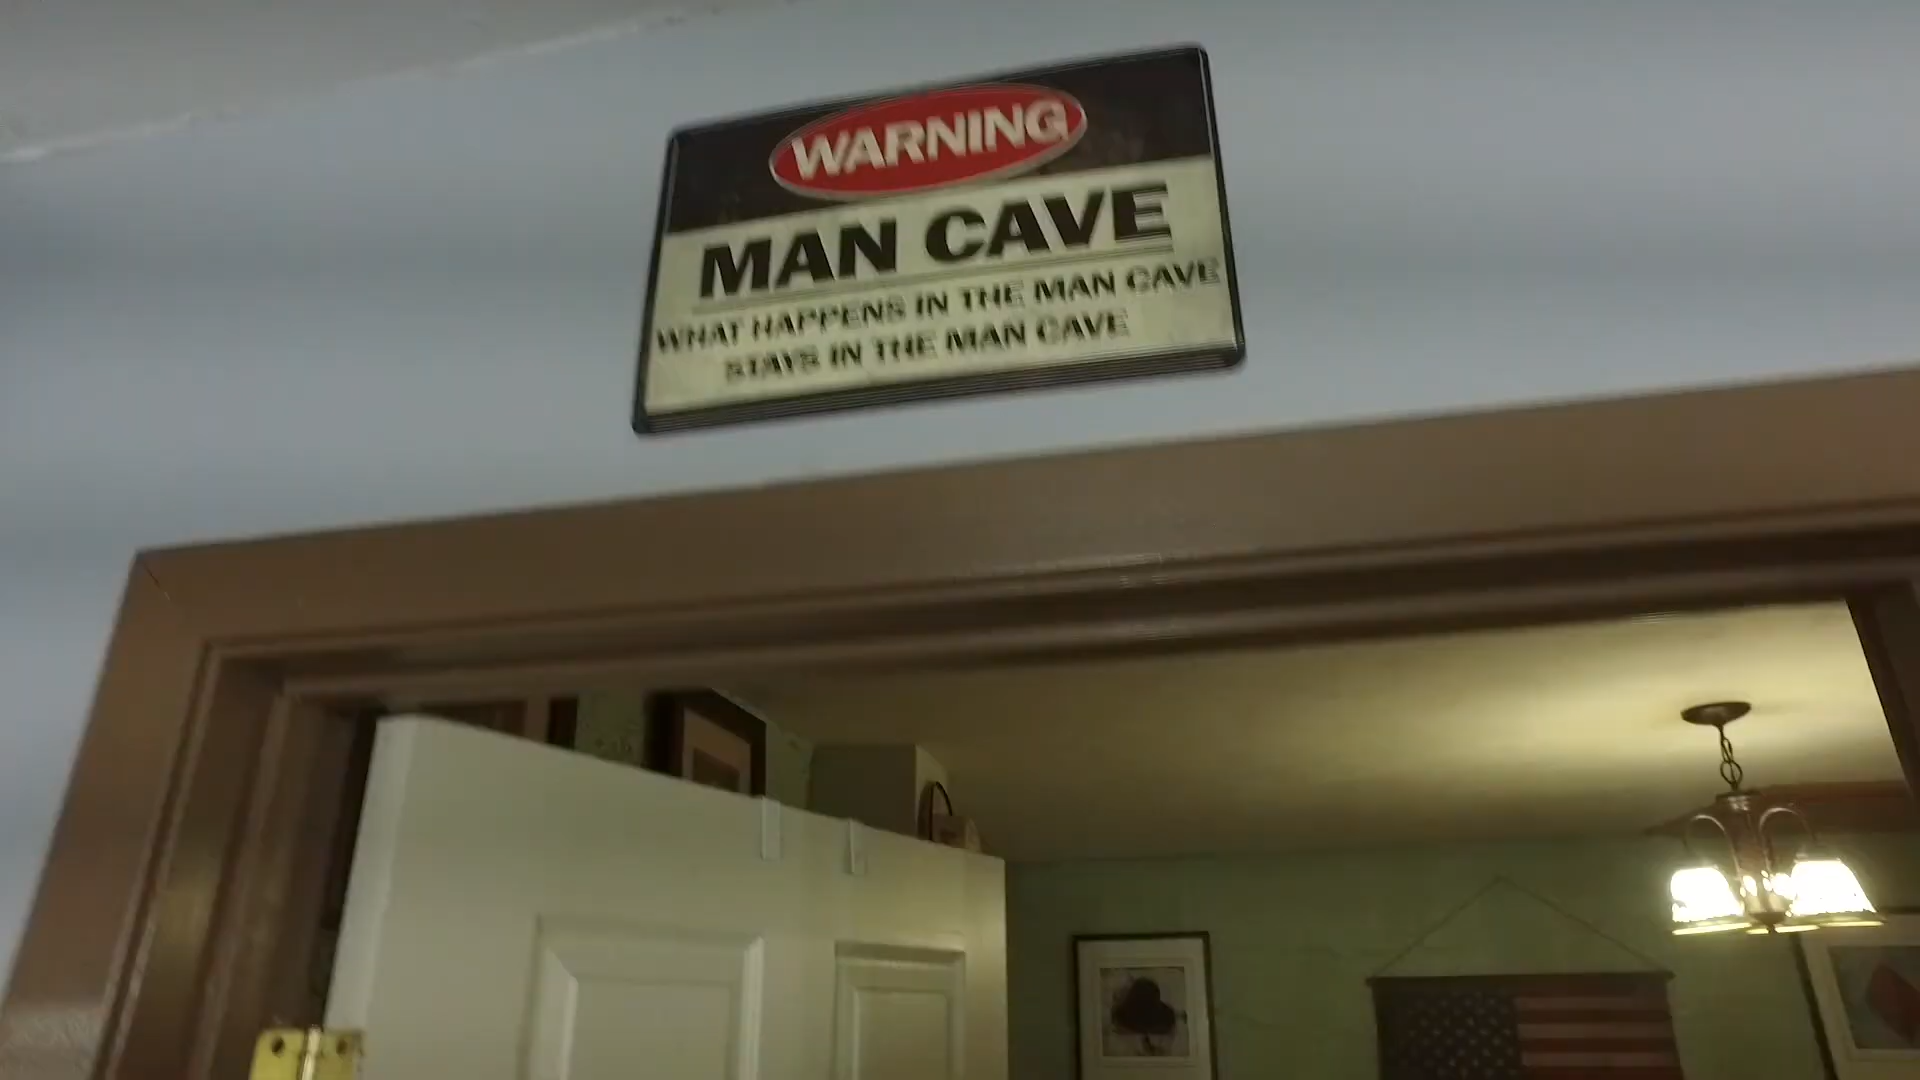 WARNING
MAN CAVE
WHAT HAPPENS IN THE MAN CAVE
STAYS IN THE MAN CAVE